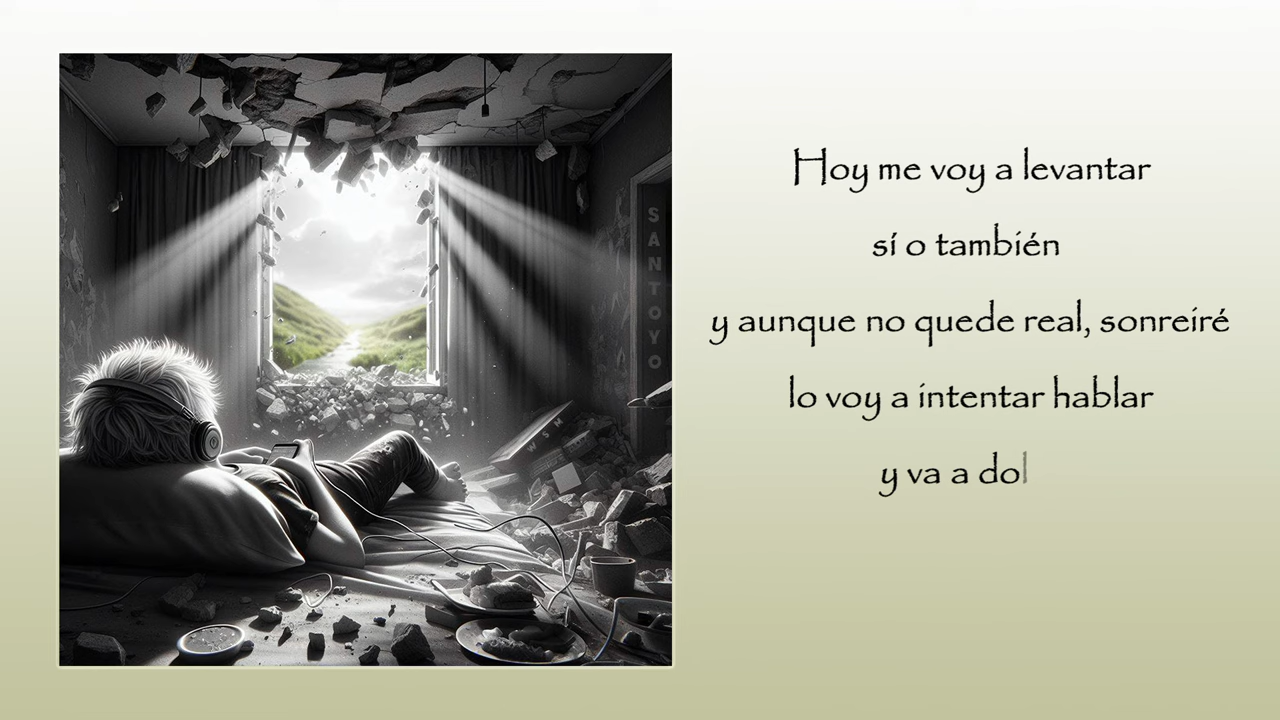 Hoy me voy a levantar
sí o también
y aunque no quede real, sonreiré
lo voy a intentar hablar
y va a dol
SANTOYO
W S M